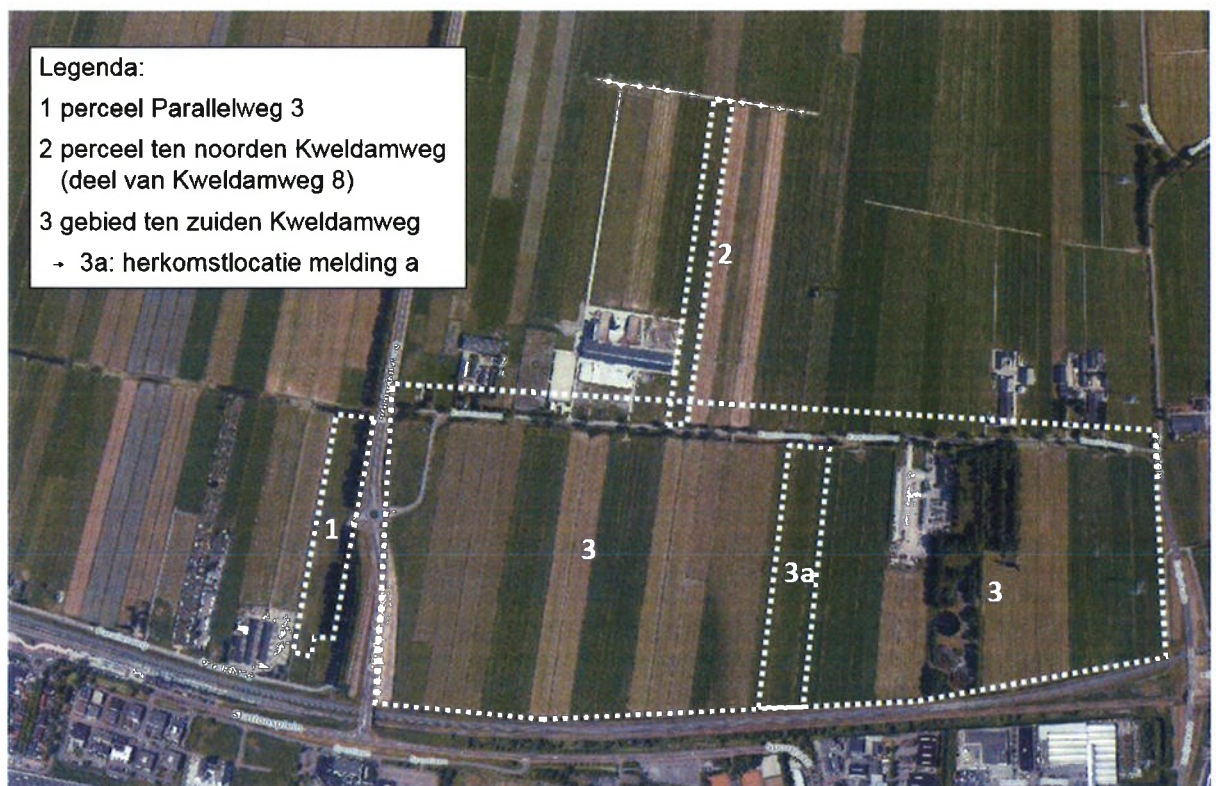 Legenda:
1 perceel Parallelweg 3
2 perceel ten noorden Kweldamweg
(deel van Kweldamweg 8)
3 gebied ten zuiden Kweldamweg
→ 3a: herkomstlocatie melding a
2
1
3
3a
3
Stationsplein